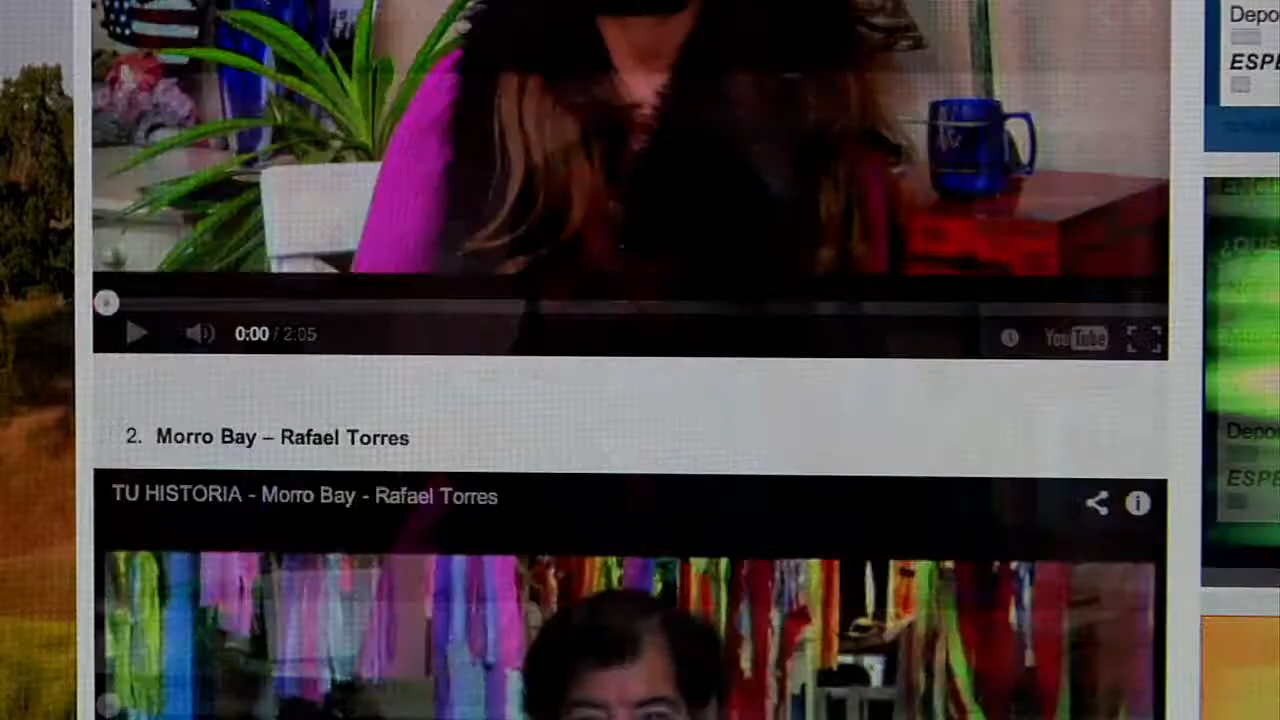 Depo
ESPE
0:00 / 2:05
YouTube
2. Morro Bay – Rafael Torres
Depo
ESPE
TU HISTORIA - Morro Bay - Rafael Torres